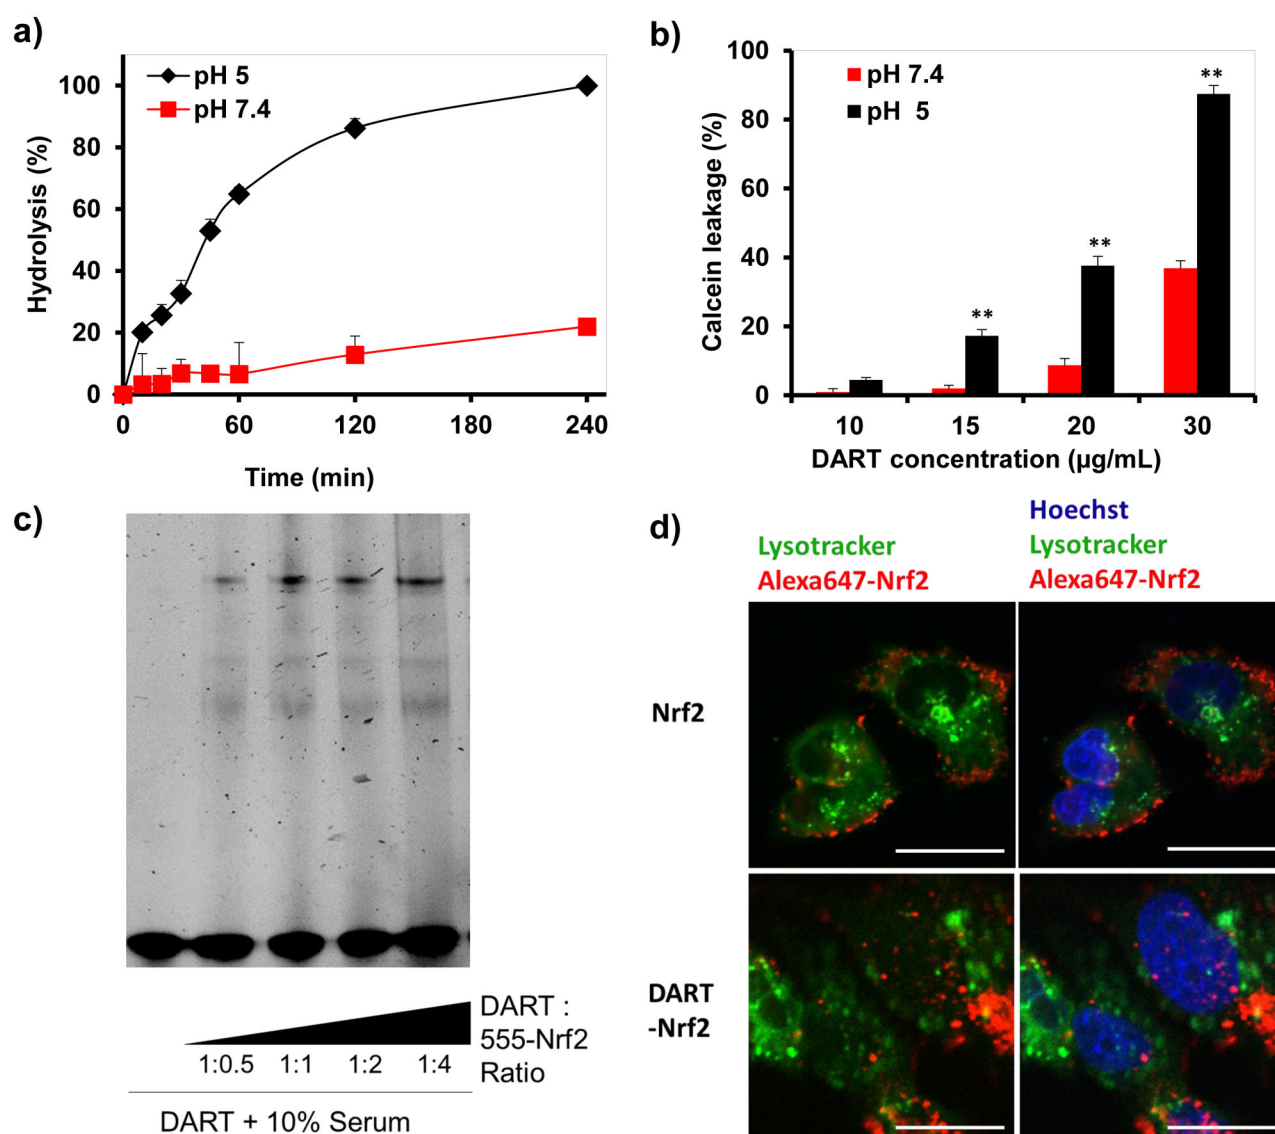 a)
pH 5
pH 7.4
Hydrolysis (%)
100
80
60
40
20
0
0 60 120 180 240
Time (min)
b)
pH 7.4
pH 5
Calcein leakage (%)
100
80
60
40
20
0
** ** **
10 15 20 30
DART concentration (µg/mL)
c)
DART :
555-Nrf2
Ratio
1:0.5 1:1 1:2 1:4
DART + 10% Serum
d)
Lysotracker
Alexa647-Nrf2
Hoechst
Lysotracker
Alexa647-Nrf2
Nrf2
DART
-Nrf2